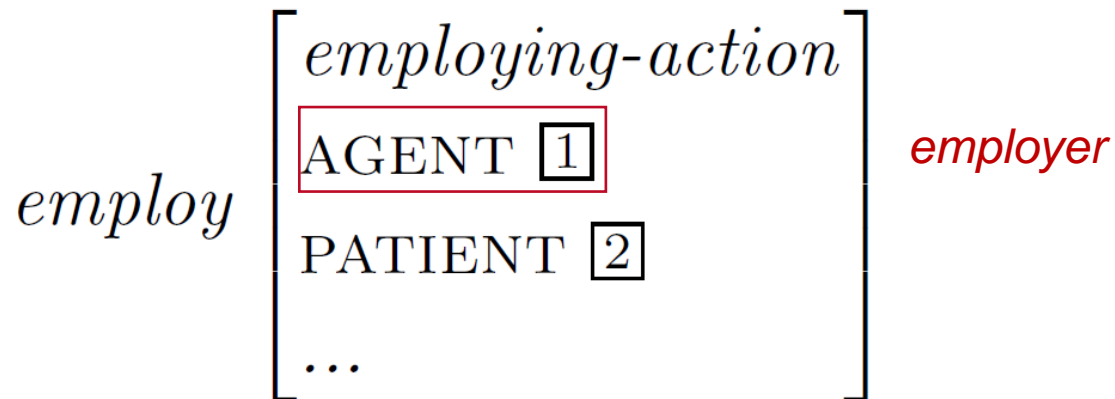 employing-action
AGENT 1
employer
employ
PATIENT 2
...